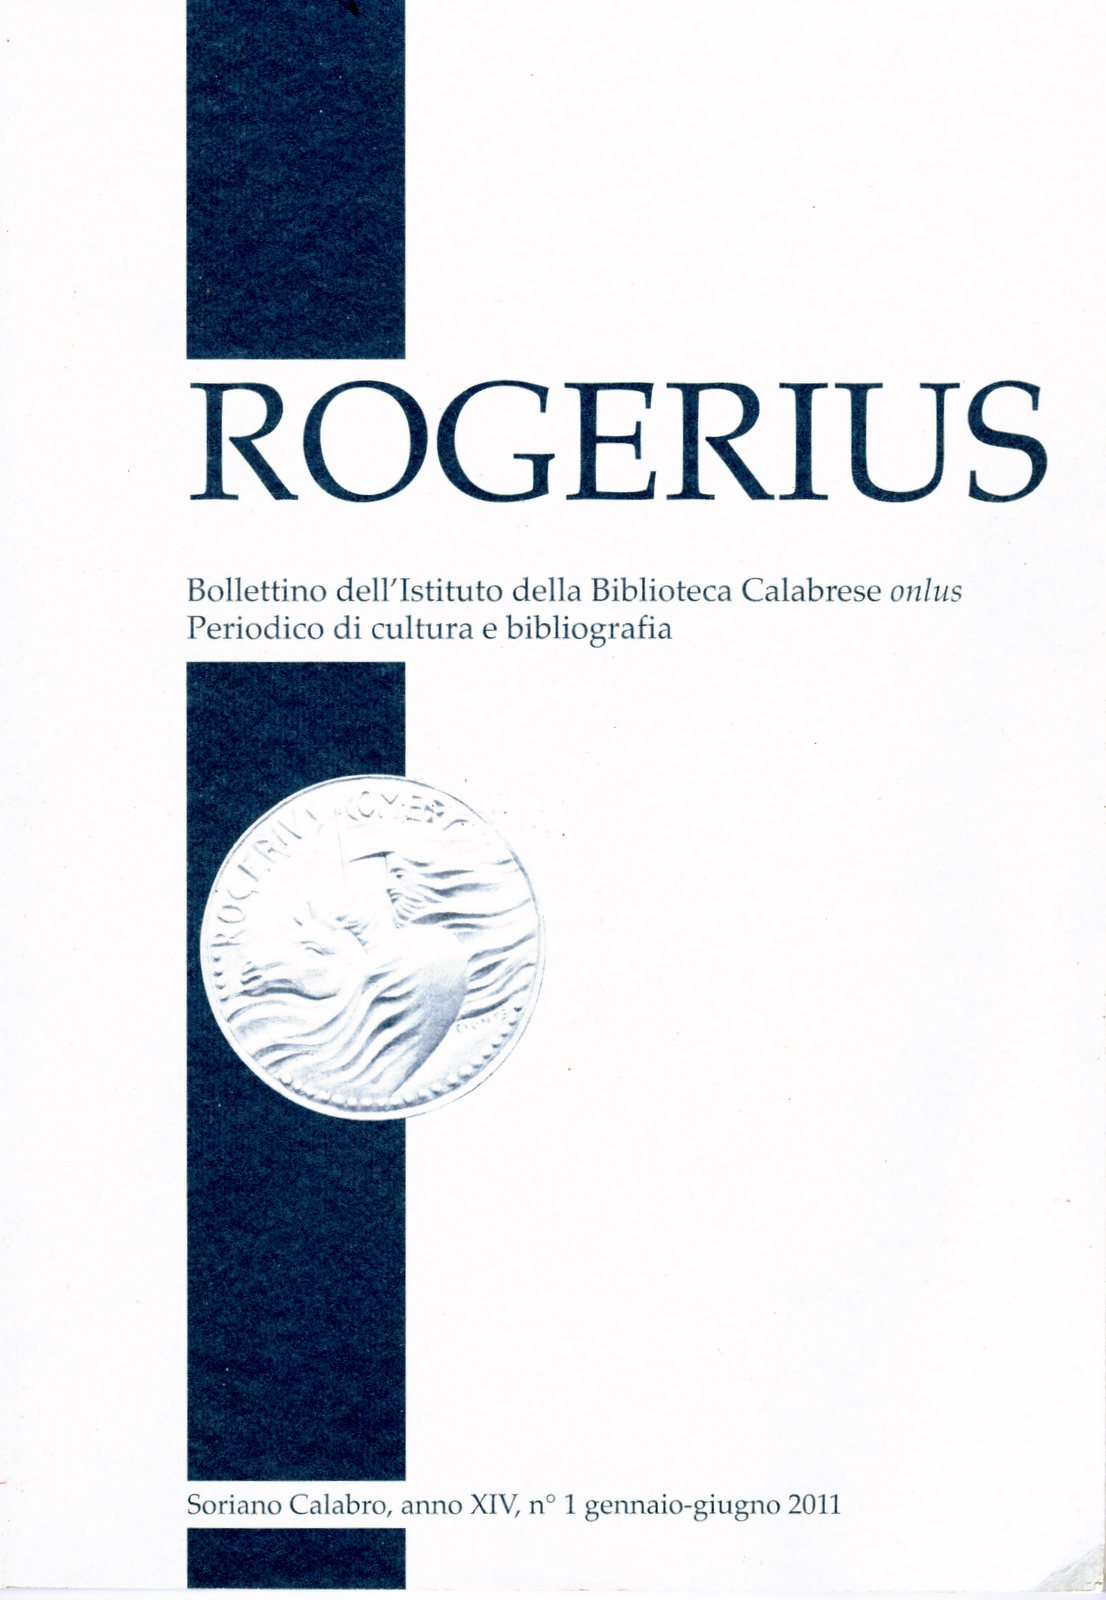 ROGERIUS
Bollettino dell'Istituto della Biblioteca Calabrese onlus
Periodico di cultura e bibliografia
ROGERIVS
Soriano Calabro, anno XIV, n° 1 gennaio-giugno 2011